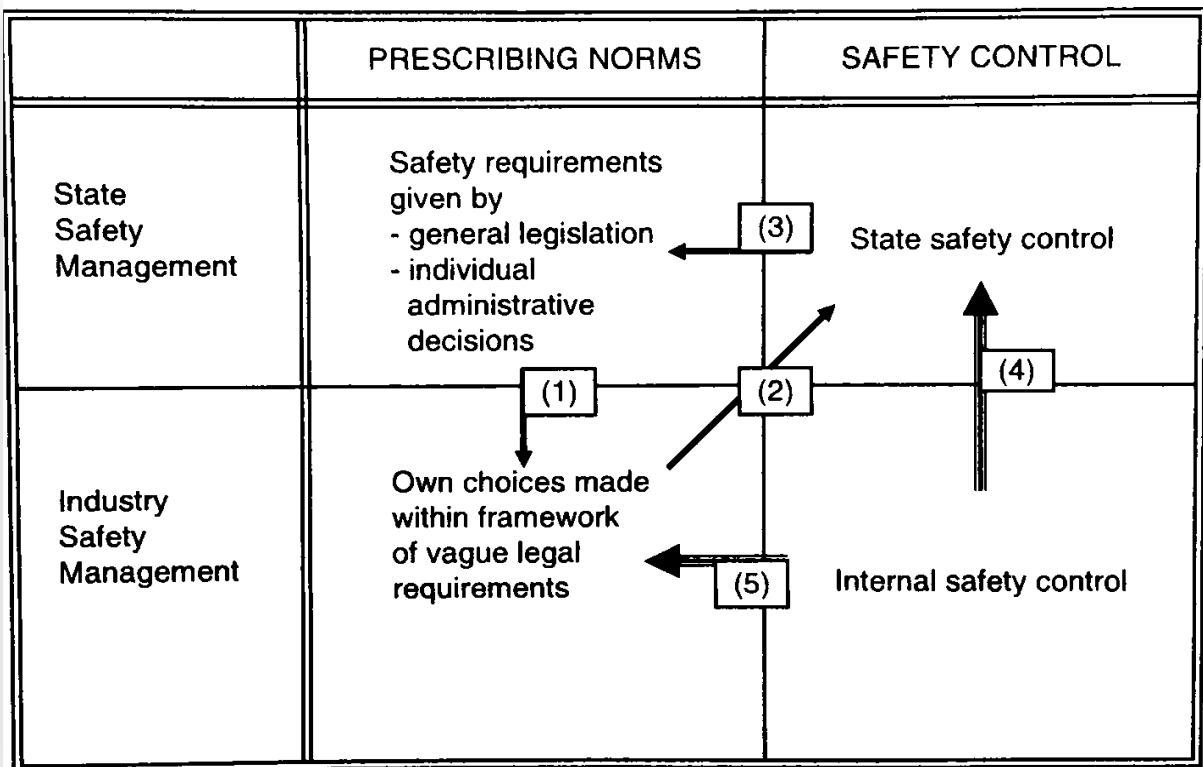 PRESCRIBING NORMS
SAFETY CONTROL
State
Safety
Management
Safety requirements
given by
- general legislation
- individual
administrative
decisions
(3)
State safety control
(1)
(2)
(4)
Industry
Safety
Management
Own choices made
within framework
of vague legal
requirements
(5)
Internal safety control